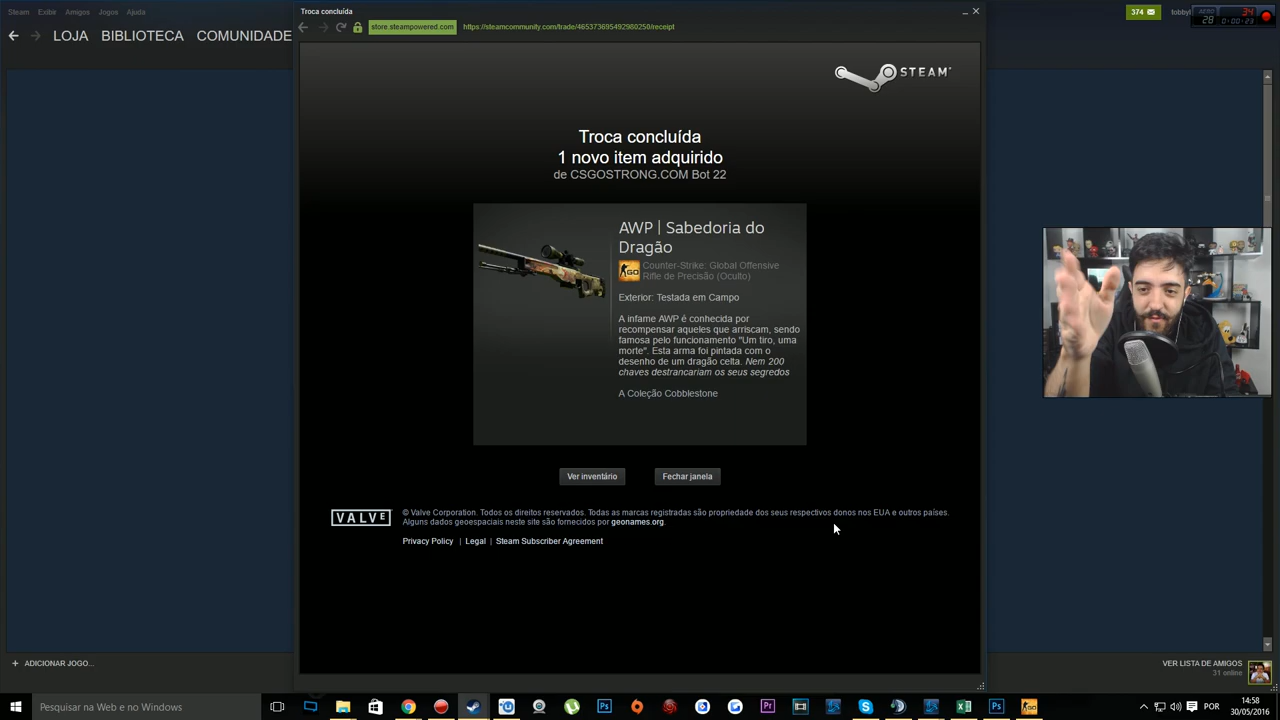 Steam Exibir Amigos Jogos Ajuda
LOJA BIBLIOTECA COMUNIDADE
Troca concluída
store.steampowered.com https://steamcommunity.com/trade/465373695492980250/receipt
374
28 34
0:00:23
STEAM
Troca concluída
1 novo item adquirido
de CSGOSTRONG.COM Bot 22
AWP | Sabedoria do
Dragão
GO
Counter-Strike: Global Offensive
Rifle de Precisão (Oculto)
Exterior: Testada em Campo
A infame AWP é conhecida por
recompensar aqueles que arriscam, sendo
famosa pelo funcionamento "Um tiro, uma
morte". Esta arma foi pintada com o
desenho de um dragão celta. Nem 200
chaves destrancariam os seus segredos
A Coleção Cobblestone
Ver inventário Fechar janela
VALVE
© Valve Corporation. Todos os direitos reservados. Todas as marcas registradas são propriedade dos seus respectivos donos nos EUA e outros países.
Alguns dados geoespaciais neste site são fornecidos por geonames.org.
Privacy Policy | Legal | Steam Subscriber Agreement
+ ADICIONAR JOGO...
VER LISTA DE AMIGOS
31 online
Pesquisar na Web e no Windows
POR
14:58
30/05/2016